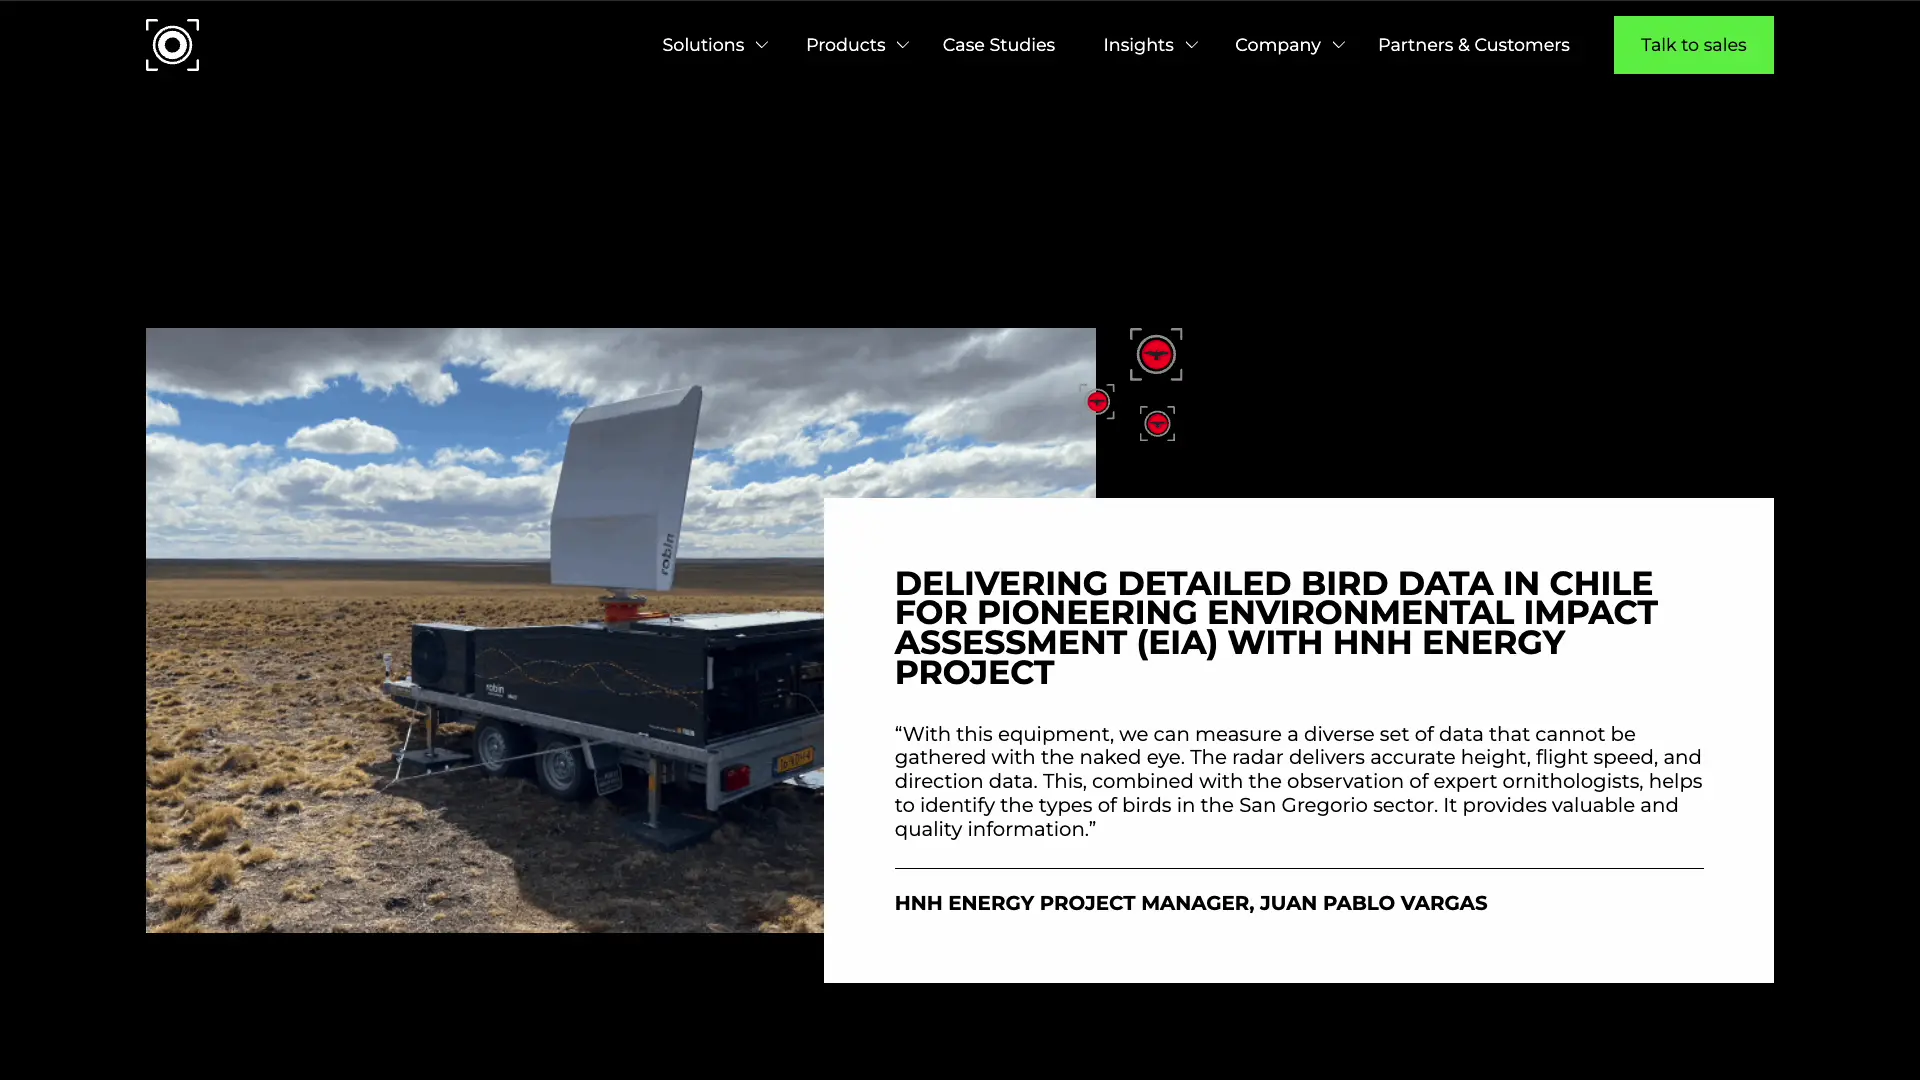 Solutions
Products
Case Studies
Insights
Company
Partners & Customers
Talk to sales
robin
robin
DELIVERING DETAILED BIRD DATA IN CHILE
FOR PIONEERING ENVIRONMENTAL IMPACT
ASSESSMENT (EIA) WITH HNH ENERGY
PROJECT
“With this equipment, we can measure a diverse set of data that cannot be
gathered with the naked eye. The radar delivers accurate height, flight speed, and
direction data. This, combined with the observation of expert ornithologists, helps
to identify the types of birds in the San Gregorio sector. It provides valuable and
quality information.”
HNH ENERGY PROJECT MANAGER, JUAN PABLO VARGAS